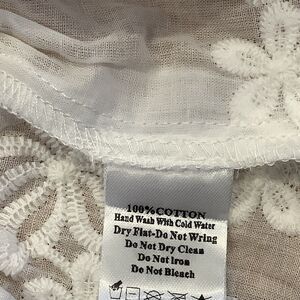 100%COTTON
Hand Wash With Cold Water
Dry Flat-Do Not Wring
Do Not Dry Clean
Do Not Iron
Do Not Bleach